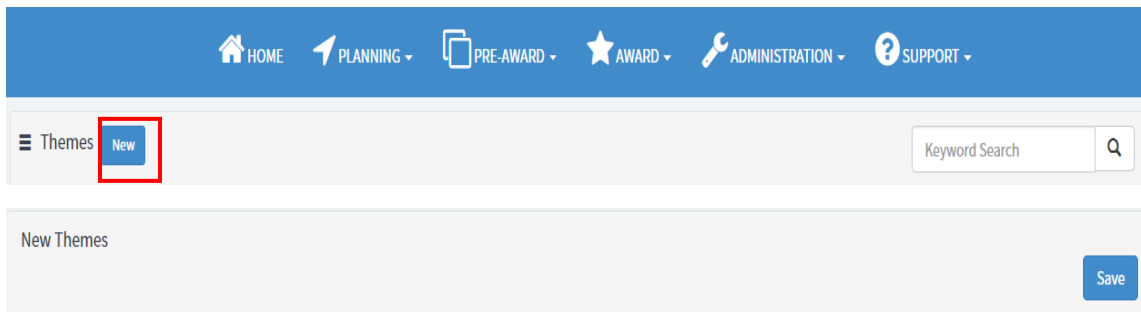 HOME PLANNING PRE-AWARD AWARD ADMINISTRATION SUPPORT
Themes New Keyword Search
New Themes
Save